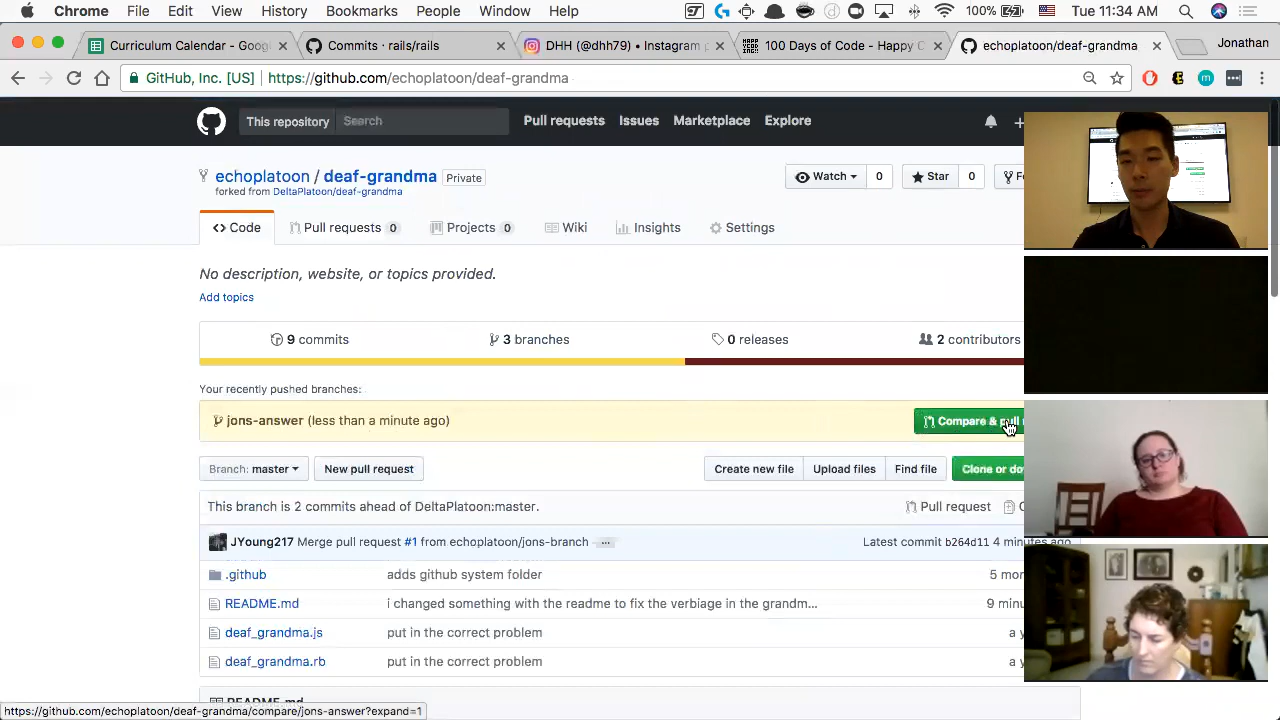 Chrome File Edit View History Bookmarks People Window Help 100% Tue 11:34 AM
Curriculum Calendar - Goog Commits · rails/rails DHH (@dhh79) • Instagram p 100 Days of Code - Happy C echoplatoon/deaf-grandma Jonathan
GitHub, Inc. [US] https://github.com/echoplatoon/deaf-grandma
This repository Search Pull requests Issues Marketplace Explore
echoplatoon / deaf-grandma Private Watch 0 Star 0
forked from DeltaPlatoon/deaf-grandma
Code Pull requests 0 Projects 0 Wiki Insights Settings
No description, website, or topics provided.
Add topics
9 commits 3 branches 0 releases 2 contributors
Your recently pushed branches:
jons-answer (less than a minute ago) Compare & pull
Branch: master New pull request Create new file Upload files Find file Clone or do
This branch is 2 commits ahead of DeltaPlatoon:master. Pull request
JYoung217 Merge pull request #1 from echoplatoon/jons-branch ... Latest commit b264d11 4 minutes ago
.github adds github system folder 5 mon
README.md i changed something with the readme to fix the verbiage in the grandm... 9 minu
deaf_grandma.js put in the correct problem a y
deaf_grandma.rb put in the correct problem a y
README.md
https://github.com/echoplatoon/deaf-grandma/compare/jons-answer?expand=1